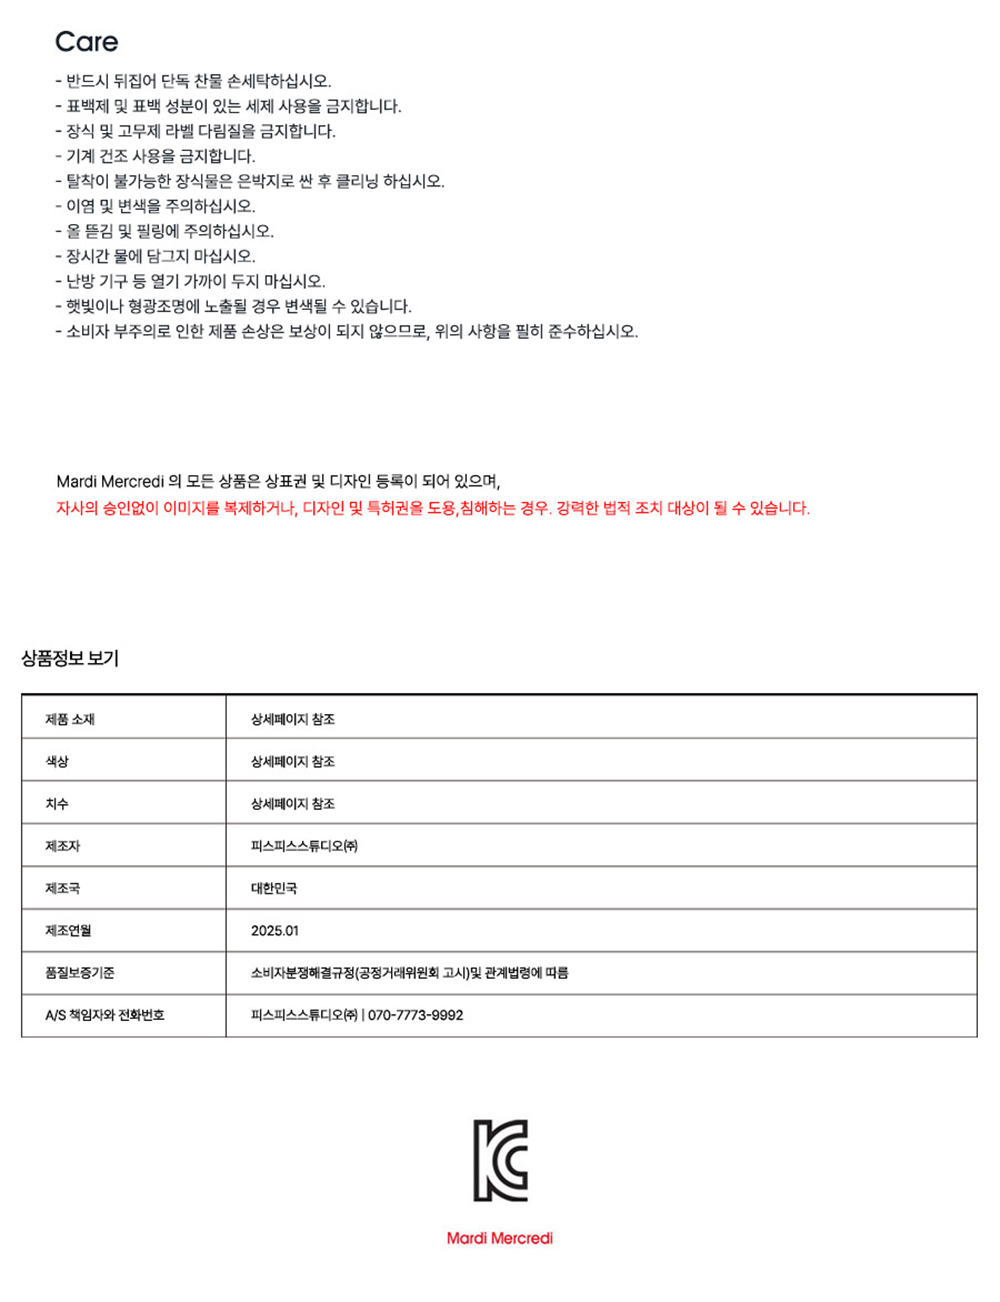 Care
- 반드시 뒤집어 단독 찬물 손세탁하십시오.
- 표백제 및 표백 성분이 있는 세제 사용을 금지합니다.
- 장식 및 고무제 라벨 다림질을 금지합니다.
- 기계 건조 사용을 금지합니다.
- 탈착이 불가능한 장식물은 은박지로 싼 후 클리닝 하십시오.
- 이염 및 변색을 주의하십시오.
- 올 뜯김 및 필링에 주의하십시오.
- 장시간 물에 담그지 마십시오.
- 난방 기구 등 열기 가까이 두지 마십시오.
- 햇빛이나 형광조명에 노출될 경우 변색될 수 있습니다.
- 소비자 부주의로 인한 제품 손상은 보상이 되지 않으므로, 위의 사항을 필히 준수하십시오.
Mardi Mercredi 의 모든 상품은 상표권 및 디자인 등록이 되어 있으며,
자사의 승인없이 이미지를 복제하거나, 디자인 및 특허권을 도용,침해하는 경우. 강력한 법적 조치 대상이 될 수 있습니다.
상품정보 보기
제품 소재 상세페이지 참조
색상 상세페이지 참조
치수 상세페이지 참조
제조자 피스피스스튜디오㈜
제조국 대한민국
제조연월 2025.01
품질보증기준 소비자분쟁해결규정(공정거래위원회 고시)및 관계법령에 따름
A/S 책임자와 전화번호 피스피스스튜디오㈜ | 070-7773-9992
KC
Mardi Mercredi